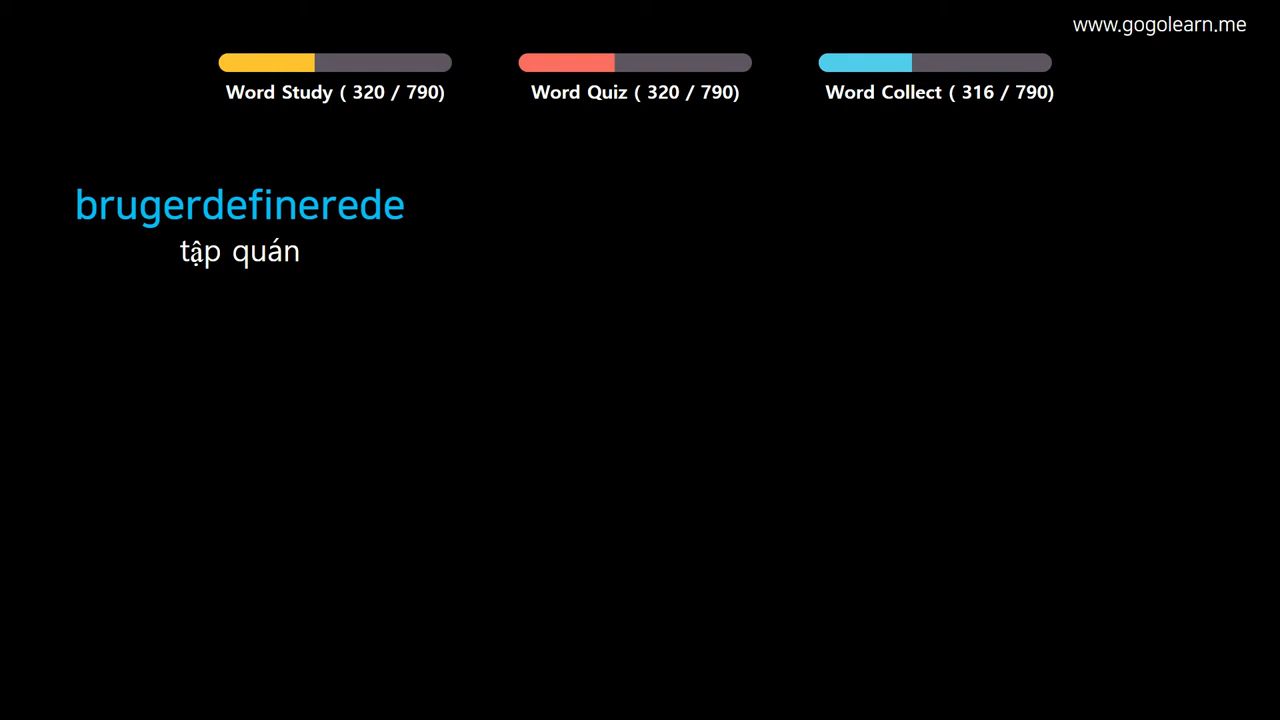 www.gogolearn.me
Word Study ( 320 / 790)
Word Quiz ( 320 / 790)
Word Collect ( 316 / 790)
brugerdefinerede
tập quán